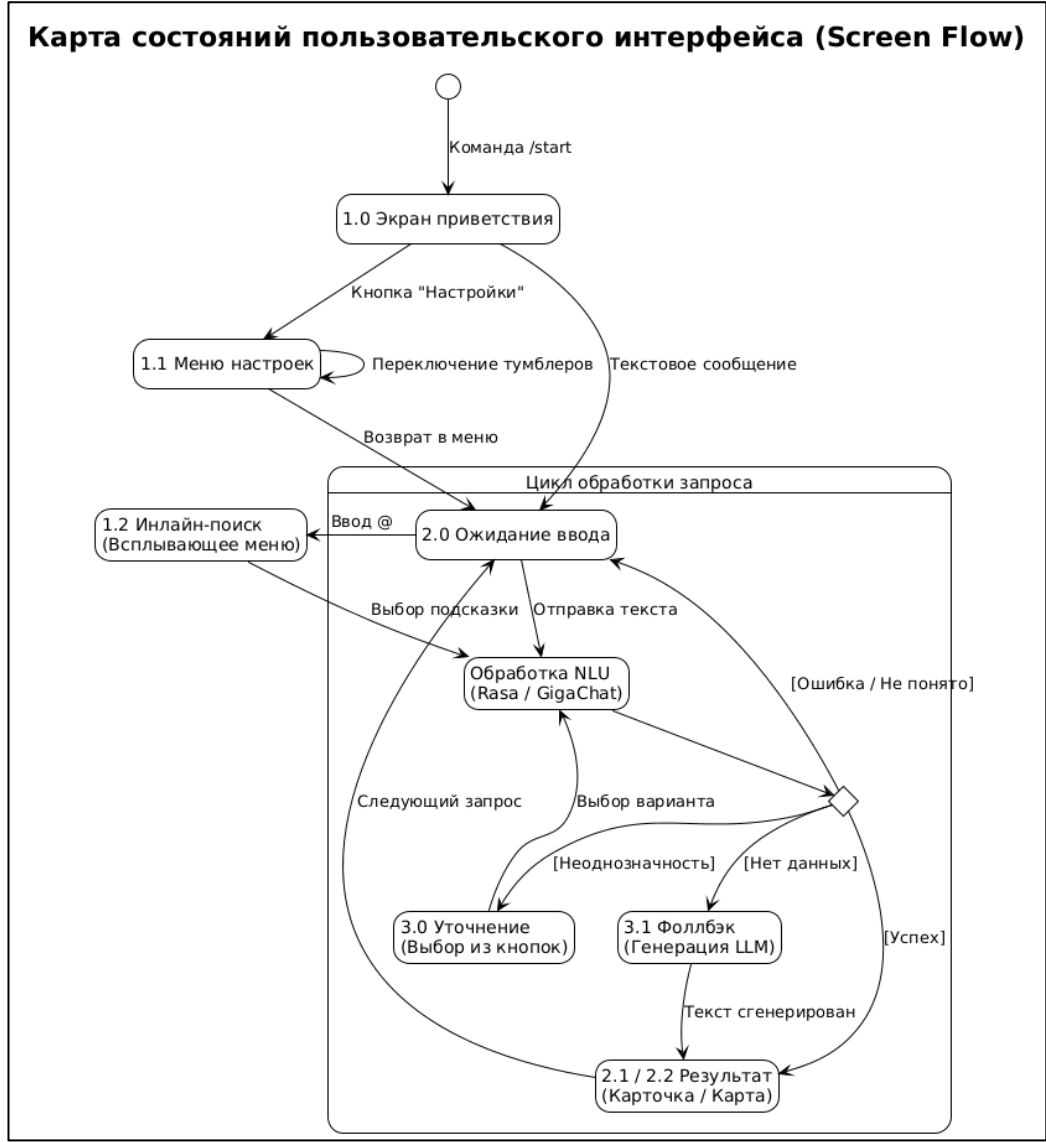 Карта состояний пользовательского интерфейса (Screen Flow)
Команда /start
1.0 Экран приветствия
Кнопка "Настройки"
1.1 Меню настроек
Переключение тумблеров
Текстовое сообщение
Возврат в меню
Цикл обработки запроса
1.2 Инлайн-поиск
(Всплывающее меню)
Ввод @
2.0 Ожидание ввода
Выбор подсказки
Отправка текста
Обработка NLU
(Rasa / GigaChat)
[Ошибка / Не понято]
Следующий запрос
Выбор варианта
[Неоднозначность]
[Нет данных]
3.0 Уточнение
(Выбор из кнопок)
3.1 Фоллбэк
(Генерация LLM)
[Успех]
Текст сгенерирован
2.1 / 2.2 Результат
(Карточка / Карта)